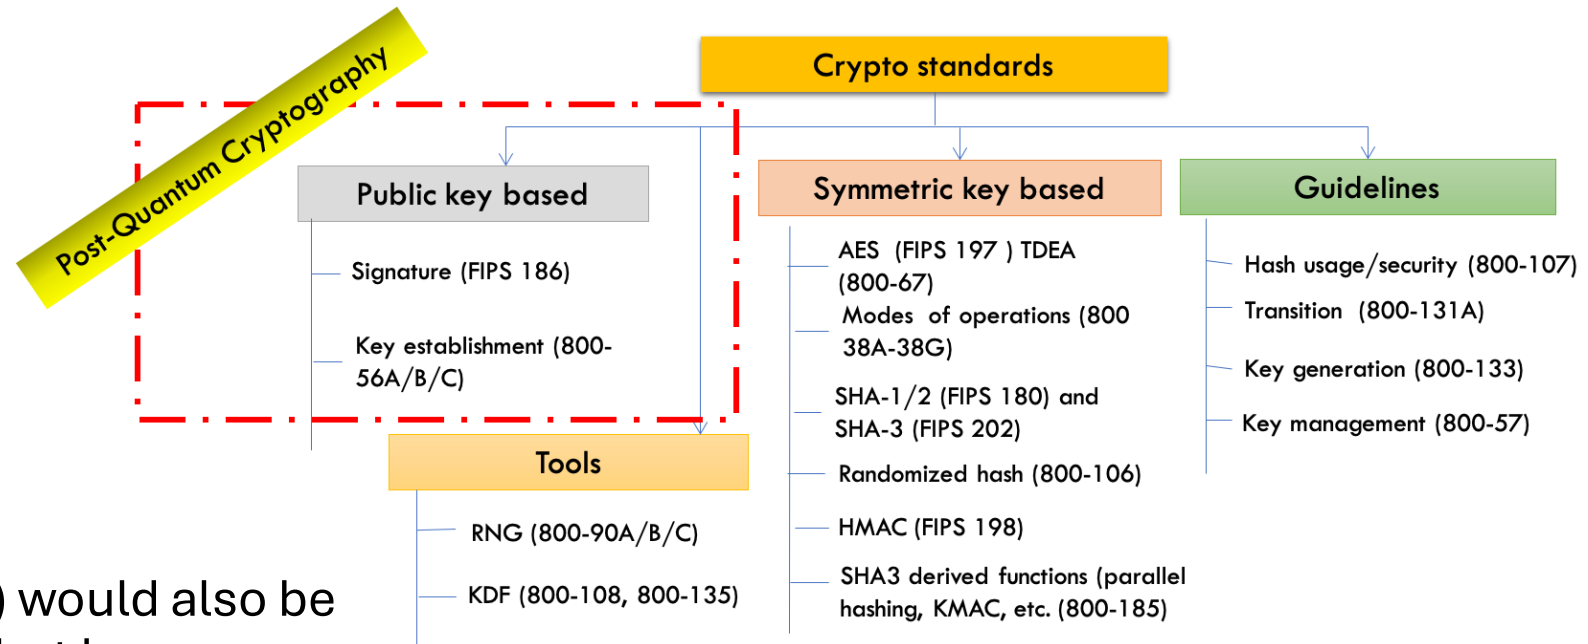 Post-Quantum Cryptography
Crypto standards
Public key based
Signature (FIPS 186)
Key establishment (800-
56A/B/C)
Tools
RNG (800-90A/B/C)
KDF (800-108, 800-135)
Symmetric key based
AES (FIPS 197 ) TDEA
(800-67)
Modes of operations (800
38A-38G)
SHA-1/2 (FIPS 180) and
SHA-3 (FIPS 202)
Randomized hash (800-106)
HMAC (FIPS 198)
SHA3 derived functions (parallel
hashing, KMAC, etc. (800-185)
Guidelines
Hash usage/security (800-107)
Transition (800-131A)
Key generation (800-133)
Key management (800-57)
) would also be